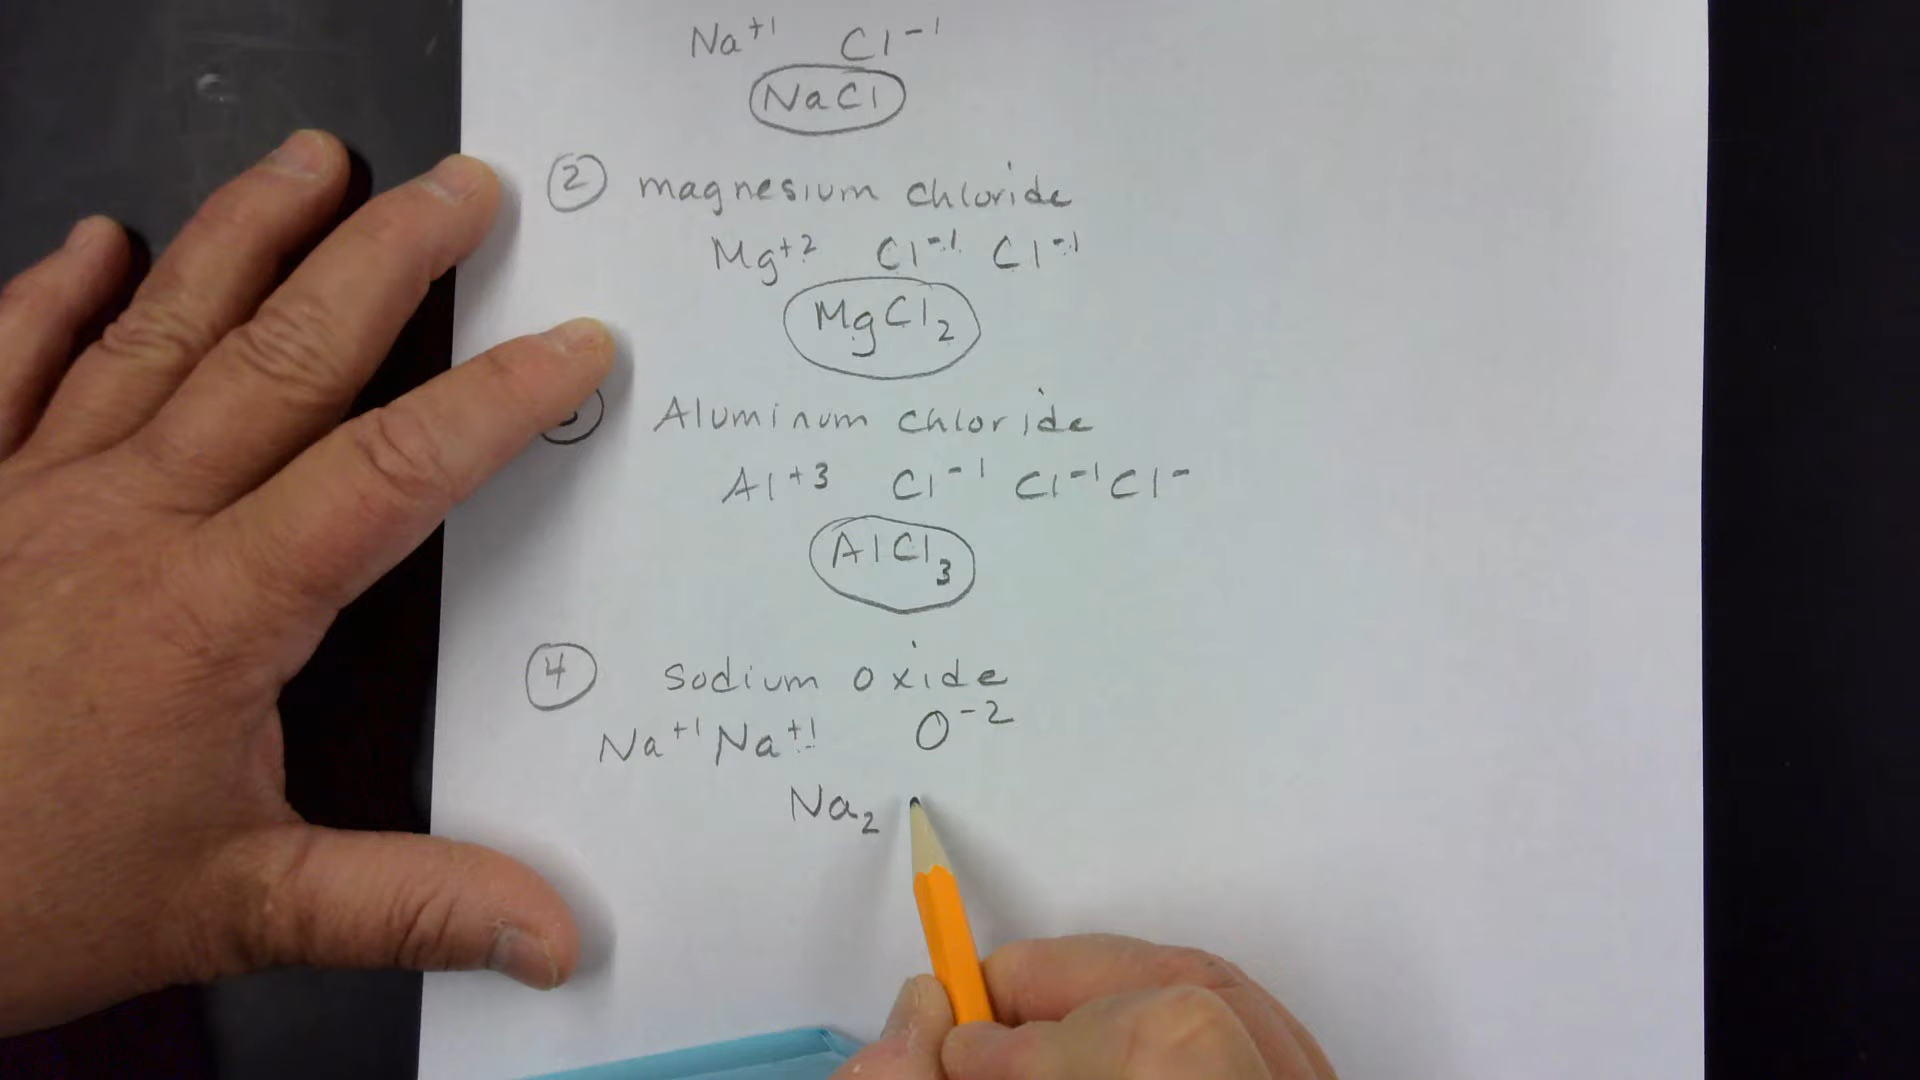 Na+1 Cl-1
NaCl
2 magnesium chloride
Mg+2 Cl-1 Cl-1
MgCl2
Aluminum chloride
Al+3 Cl-1 Cl-1 Cl-
AlCl3
4 Sodium oxide
Na+1 Na+1 O-2
Na2